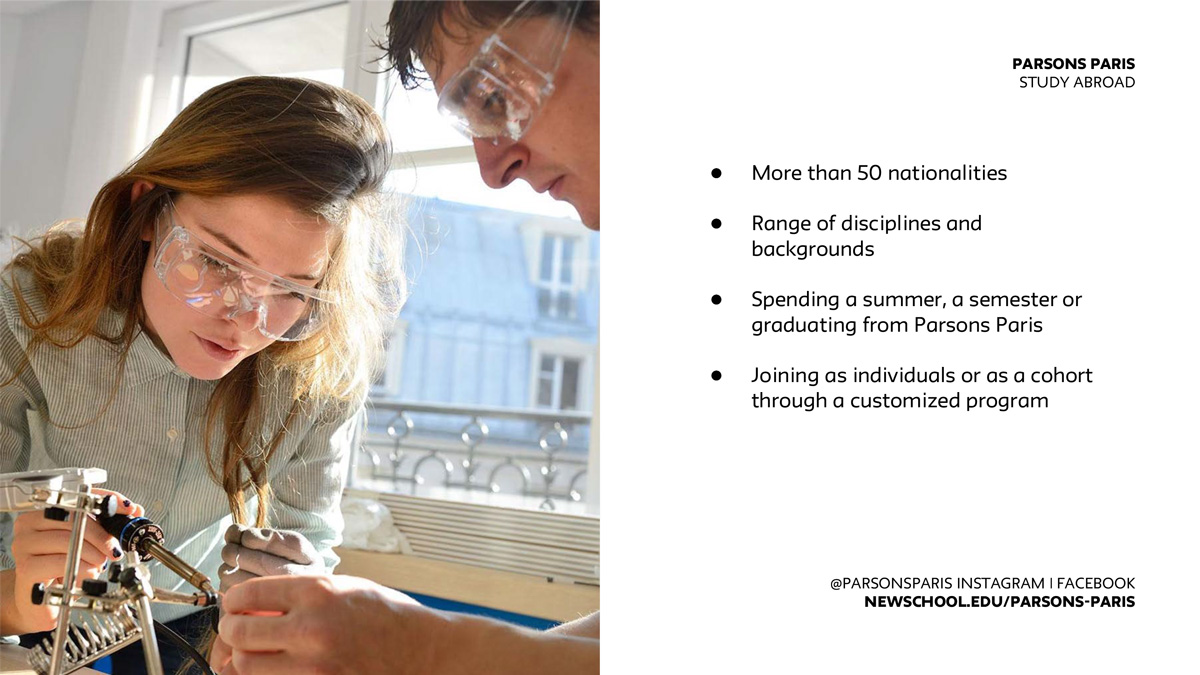 PARSONS PARIS
STUDY ABROAD
● More than 50 nationalities
● Range of disciplines and
backgrounds
● Spending a summer, a semester or
graduating from Parsons Paris
● Joining as individuals or as a cohort
through a customized program
@PARSONSPARIS INSTAGRAM I FACEBOOK
NEWSCHOOL.EDU/PARSONS-PARIS